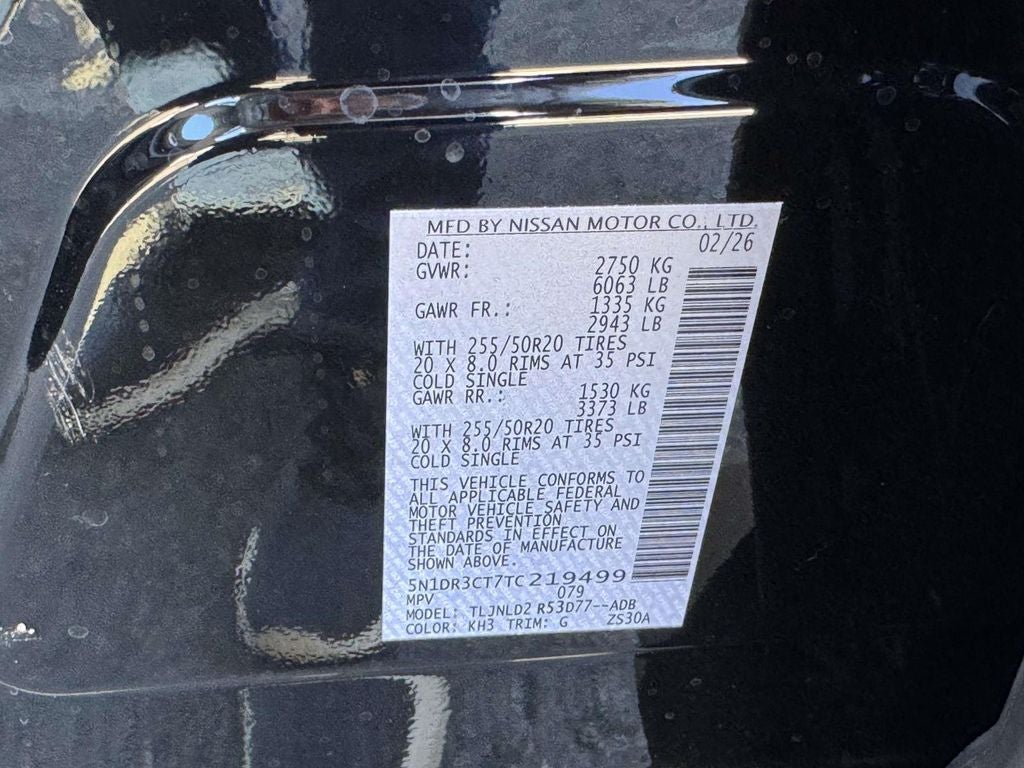 MFD BY NISSAN MOTOR CO., LTD.
DATE: 02/26
GVWR: 2750 KG
6063 LB
GAWR FR.: 1335 KG
2943 LB
WITH 255/50R20 TIRES
20 X 8.0 RIMS AT 35 PSI
COLD SINGLE
GAWR RR.: 1530 KG
3373 LB
WITH 255/50R20 TIRES
20 X 8.0 RIMS AT 35 PSI
COLD SINGLE
THIS VEHICLE CONFORMS TO
ALL APPLICABLE FEDERAL
MOTOR VEHICLE SAFETY AND
THEFT PREVENTION
STANDARDS IN EFFECT ON
THE DATE OF MANUFACTURE
SHOWN ABOVE.
5N1DR3CT7TC219499
MPV 079
MODEL: TLJNLD2 R53D77--ADB
COLOR: KH3 TRIM: G ZS30A